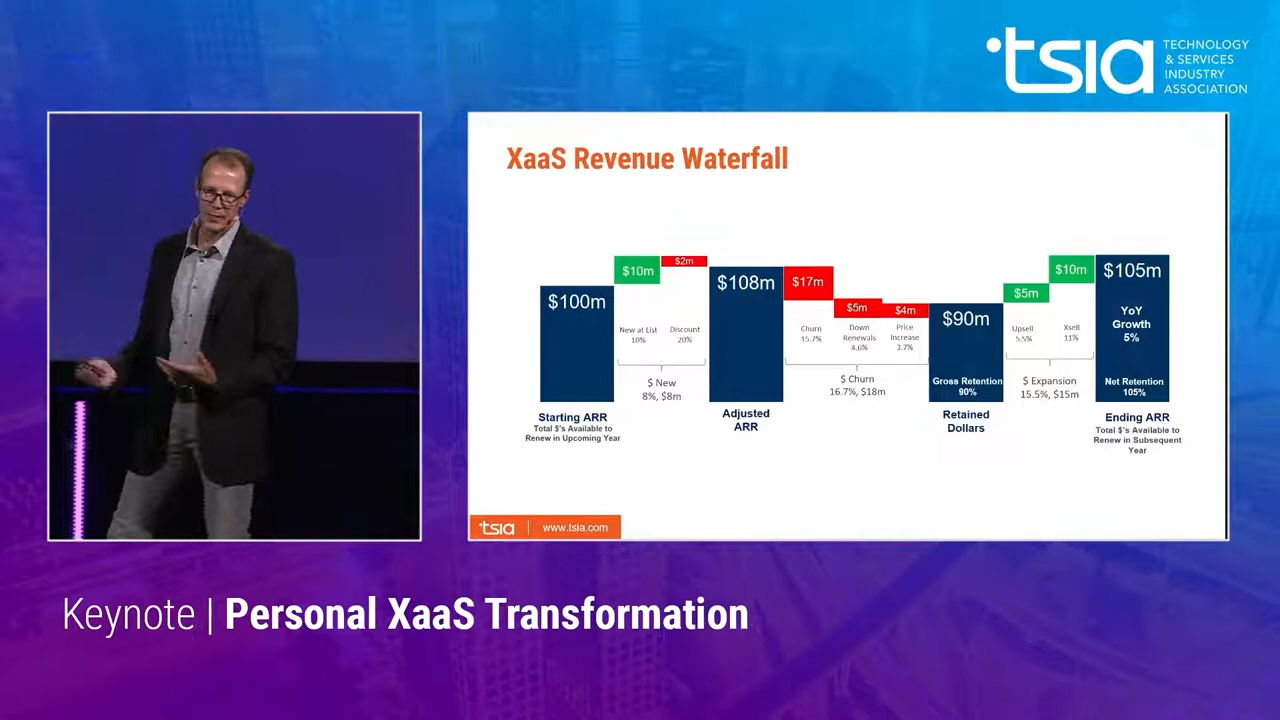 tsia
TECHNOLOGY
& SERVICES
INDUSTRY
ASSOCIATION
XaaS Revenue Waterfall
$100m
$10m
$2m
$108m
$17m
$5m
$4m
$90m
$5m
$10m
$105m
New at List
10%
Discount
20%
Churn
15.7%
Down
Renewals
4.6%
Price
Increase
3.7%
Upsell
5.5%
Xsell
11%
YoY
Growth
5%
$ New
8%, $8m
$ Churn
16.7%, $18m
Gross Retention
90%
$ Expansion
15.5%, $15m
Net Retention
105%
Starting ARR
Total $'s Available to
Renew in Upcoming Year
Adjusted
ARR
Retained
Dollars
Ending ARR
Total $'s Available to
Renew in Subsequent
Year
tsia | www.tsia.com
Keynote | Personal XaaS Transformation